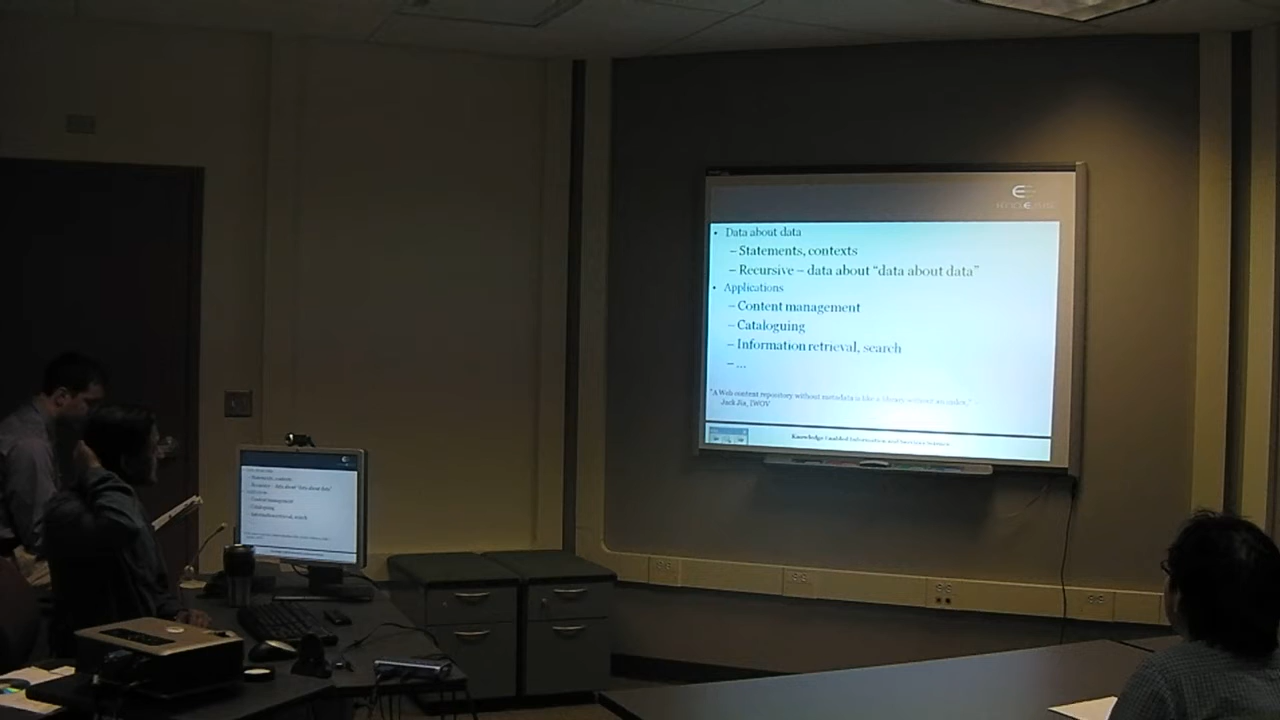 • Data about data
– Statements, contexts
– Recursive – data about “data about data”
• Applications
– Content management
– Cataloguing
– Information retrieval, search
– ...
"A Web content repository without metadata is like a library without an index." -
Jack Jia, IWOV
Knowledge Enabled Information and Services Science